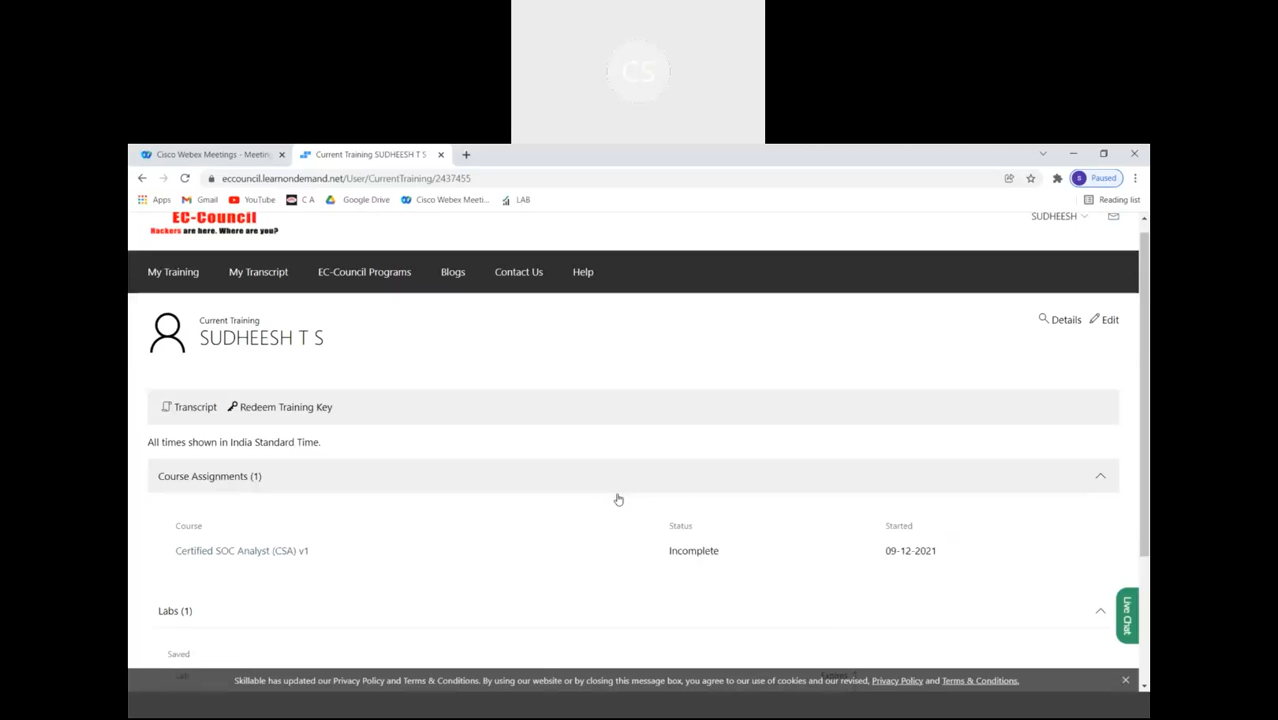 CS
Cisco Webex Meetings - Meetin
Current Training SUDHEESH T S
eccouncil.learnondemand.net/User/CurrentTraining/2437455
S Paused
Apps Gmail YouTube C A Google Drive Cisco Webex Meeti... LAB Reading list
EC-Council
Hackers are here. Where are you?
SUDHEESH
My Training My Transcript EC-Council Programs Blogs Contact Us Help
Current Training
SUDHEESH T S
Details Edit
Transcript Redeem Training Key
All times shown in India Standard Time.
Course Assignments (1)
Course Status Started
Certified SOC Analyst (CSA) v1 Incomplete 09-12-2021
Labs (1)
Live Chat
Saved
Skillable has updated our Privacy Policy and Terms & Conditions. By using our website or by closing this message box, you agree to our use of cookies and our revised, Privacy Policy and Terms & Conditions.